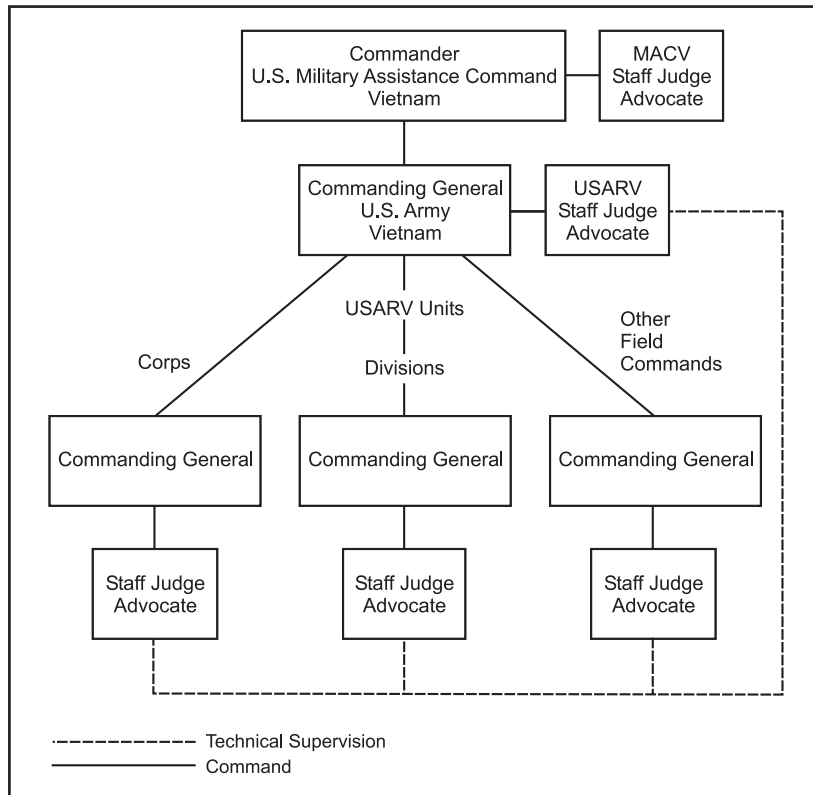 Commander
U.S. Military Assistance Command
Vietnam
MACV
Staff Judge
Advocate
Commanding General
U.S. Army
Vietnam
USARV
Staff Judge
Advocate
USARV Units
Corps
Divisions
Other
Field
Commands
Commanding General
Commanding General
Commanding General
Staff Judge
Advocate
Staff Judge
Advocate
Staff Judge
Advocate
Technical Supervision
Command